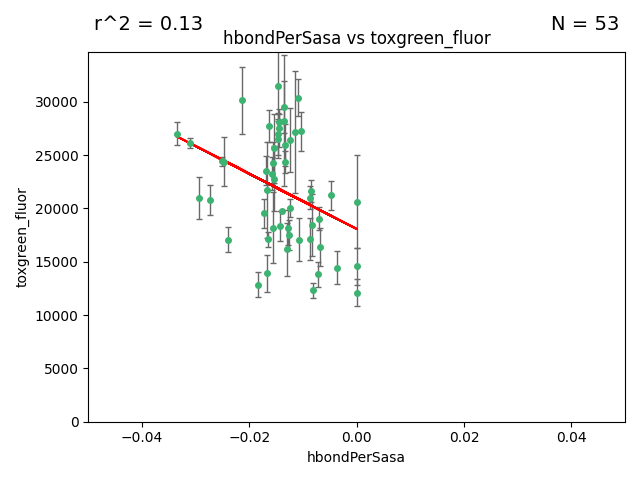 r^2 = 0.13
N = 53
hbondPerSasa vs toxgreen_fluor
toxgreen_fluor
30000
25000
20000
15000
10000
5000
0
−0.04
−0.02
0.00
0.02
0.04
hbondPerSasa